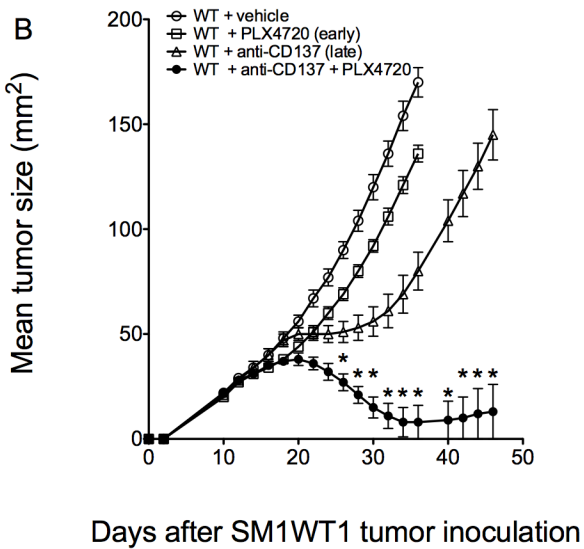 B
WT + vehicle
WT + PLX4720 (early)
WT + anti-CD137 (late)
WT + anti-CD137 + PLX4720
Mean tumor size (mm²)
200
150
100
50
0
* * * * * * * * * *
0 10 20 30 40 50
Days after SM1WT1 tumor inoculation